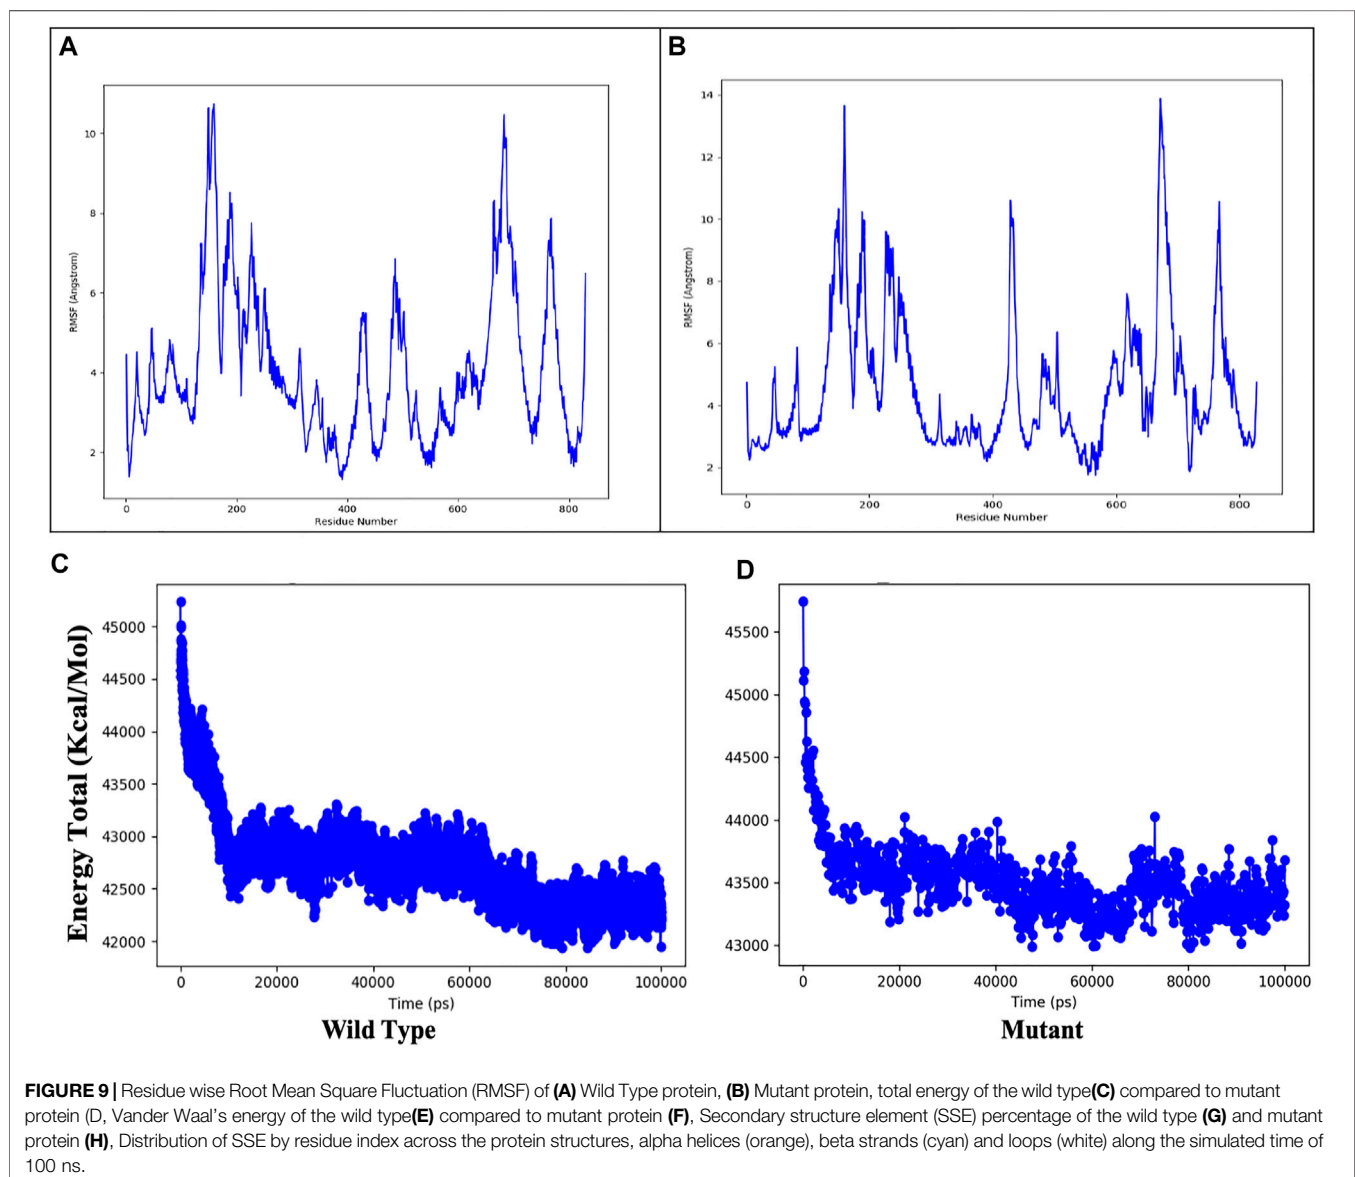 A
B
10
8
6
4
2
RMSF (Angstrom)
0 200 400 600 800
Residue Number
14
12
10
8
6
4
2
RMSF (Angstrom)
0 200 400 600 800
Residue Number
C
D
45000
44500
44000
43500
43000
42500
42000
Energy Total (Kcal/Mol)
0 20000 40000 60000 80000 100000
Time (ps)
Wild Type
45500
45000
44500
44000
43500
43000
0 20000 40000 60000 80000 100000
Time (ps)
Mutant
FIGURE 9 | Residue wise Root Mean Square Fluctuation (RMSF) of (A) Wild Type protein, (B) Mutant protein, total energy of the wild type(C) compared to mutant
protein (D, Vander Waal’s energy of the wild type(E) compared to mutant protein (F), Secondary structure element (SSE) percentage of the wild type (G) and mutant
protein (H), Distribution of SSE by residue index across the protein structures, alpha helices (orange), beta strands (cyan) and loops (white) along the simulated time of
100 ns.